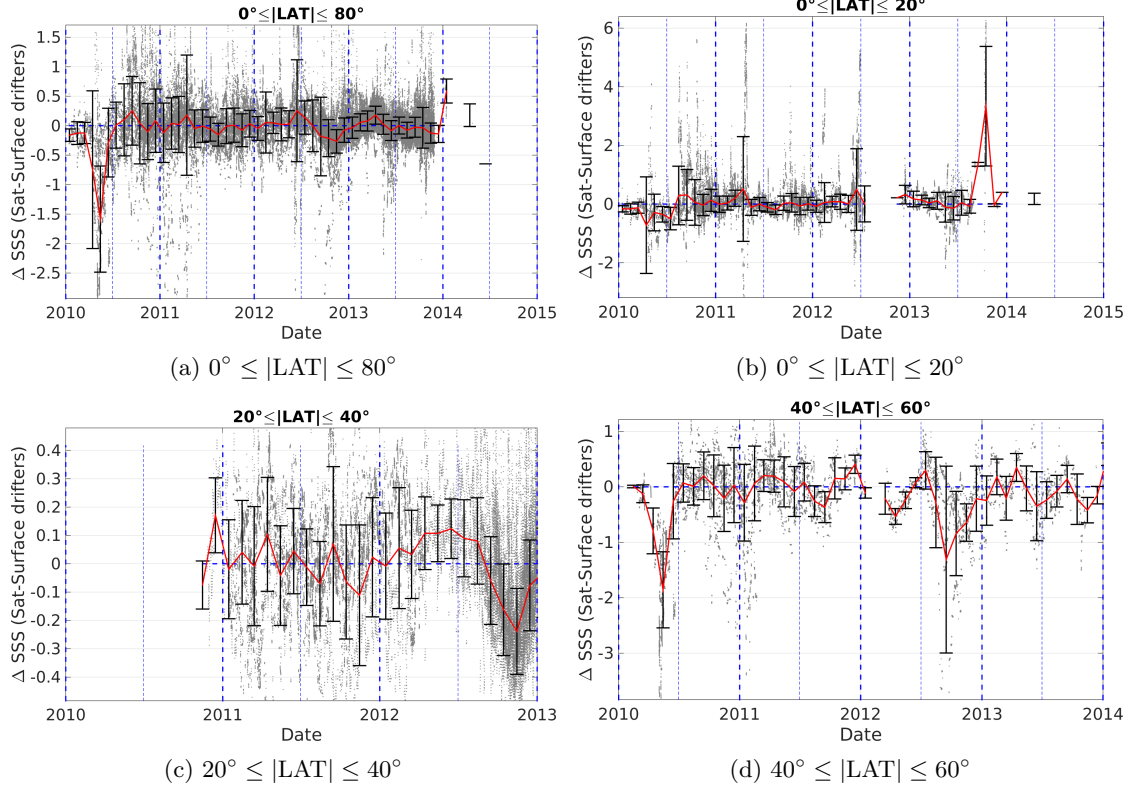 0°≤|LAT|≤ 80°
Δ SSS (Sat-Surface drifters)
1.5
1
0.5
0
-0.5
-1
-1.5
-2
-2.5
2010 2011 2012 2013 2014 2015
Date
(a) 0° ≤ |LAT| ≤ 80°
0°≤|LAT|≤ 20°
Δ SSS (Sat-Surface drifters)
6
4
2
0
-2
2010 2011 2012 2013 2014 2015
Date
(b) 0° ≤ |LAT| ≤ 20°
20°≤|LAT|≤ 40°
Δ SSS (Sat-Surface drifters)
0.4
0.3
0.2
0.1
0
-0.1
-0.2
-0.3
-0.4
2010 2011 2012 2013
Date
(c) 20° ≤ |LAT| ≤ 40°
40°≤|LAT|≤ 60°
Δ SSS (Sat-Surface drifters)
1
0
-1
-2
-3
2010 2011 2012 2013 2014
Date
(d) 40° ≤ |LAT| ≤ 60°